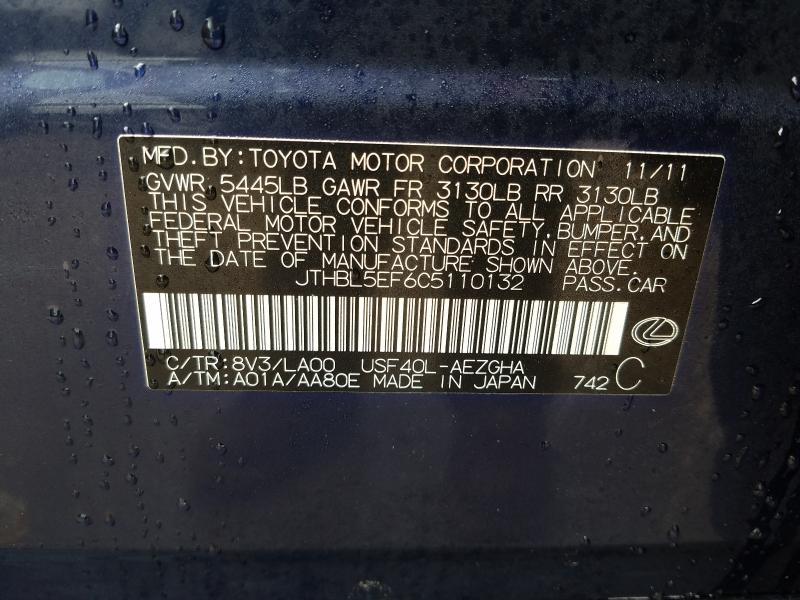 MFD. BY: TOYOTA MOTOR CORPORATION 11/11
GVWR 5445LB GAWR FR 3130LB RR 3130LB
THIS VEHICLE CONFORMS TO ALL APPLICABLE
FEDERAL MOTOR VEHICLE SAFETY, BUMPER, AND
THEFT PREVENTION STANDARDS IN EFFECT ON
THE DATE OF MANUFACTURE SHOWN ABOVE.
JTHBL5EF6C5110132 PASS. CAR
C/TR: 8V3/LA00 USF40L-AEZGHA
A/TM: A01A/AA80E MADE IN JAPAN 742 C